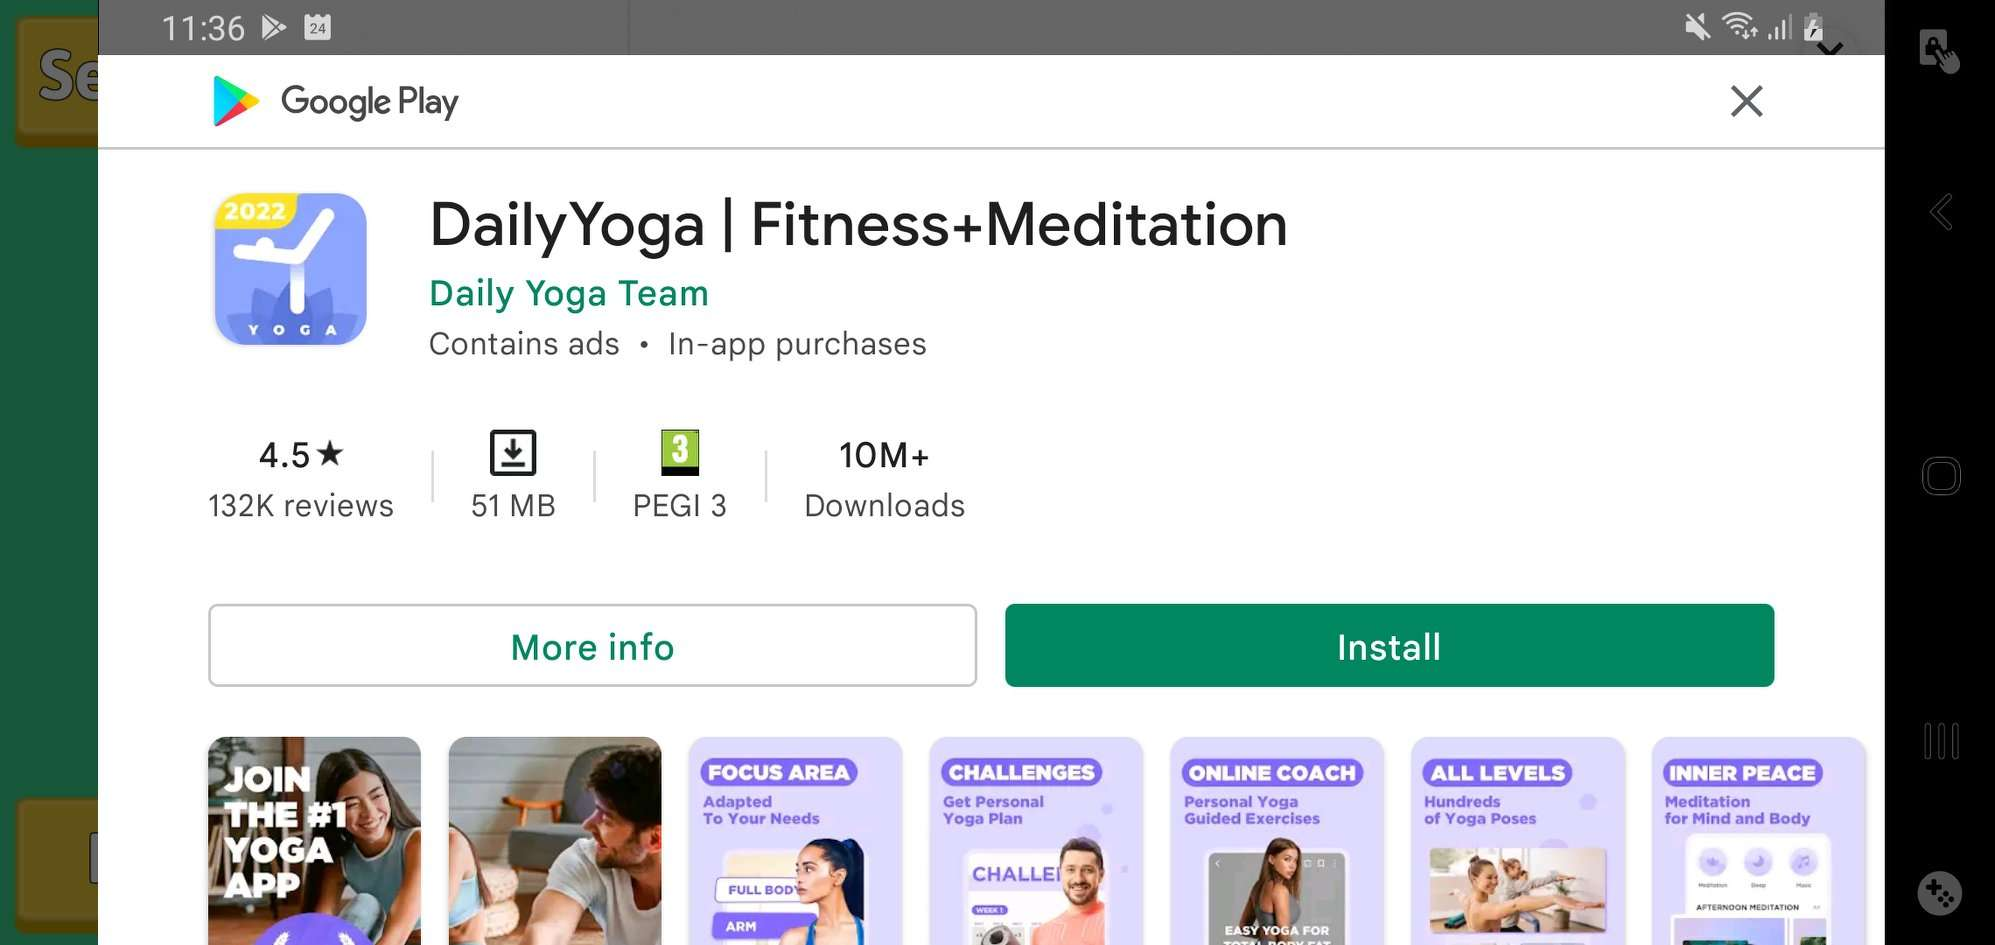 11:36
24
Se
Google Play
2022
YOGA
DailyYoga | Fitness+Meditation
Daily Yoga Team
Contains ads • In-app purchases
4.5★
132K reviews
51 MB
3
PEGI 3
10M+
Downloads
More info
Install
JOIN
THE #1
YOGA
APP
FOCUS AREA
Adapted
To Your Needs
FULL BODY
ARM
CHALLENGES
Get Personal
Yoga Plan
CHALLE
WEEK 1
ONLINE COACH
Personal Yoga
Guided Exercises
EASY YOGA FOR
TOTAL BODY FAT
ALL LEVELS
Hundreds
of Yoga Poses
INNER PEACE
Meditation
for Mind and Body
Meditation Sleep Music
AFTERNOON MEDITATION